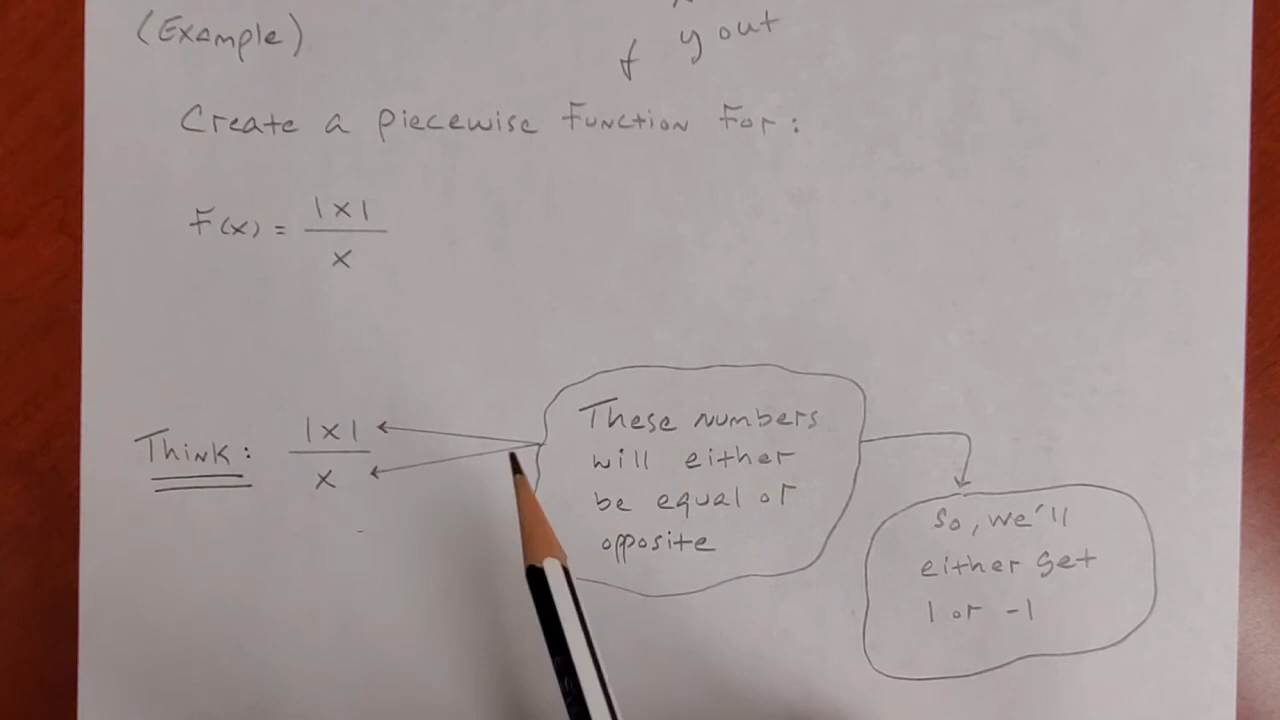 (Example)
y out
f
Create a piecewise function for:
F(x) = |x| / x
Think: |x| / x
These numbers
will either
be equal or
opposite
So, we'll
either get
1 or -1